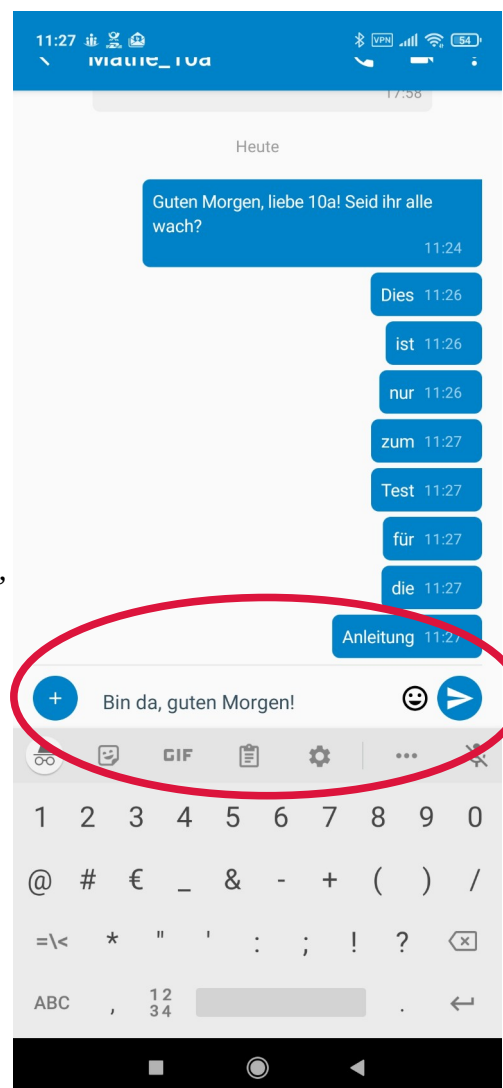 11:27 VPN 54
Mathe_10a
17:58
Heute
Guten Morgen, liebe 10a! Seid ihr alle
wach?
11:24
Dies 11:26
ist 11:26
nur 11:26
zum 11:27
Test 11:27
für 11:27
,
die 11:27
Anleitung 11:27
+ Bin da, guten Morgen!
GIF ...
1 2 3 4 5 6 7 8 9 0
@ # € _ & - + ( ) /
=\< * " ' : ; ! ?
ABC , 12 .
34